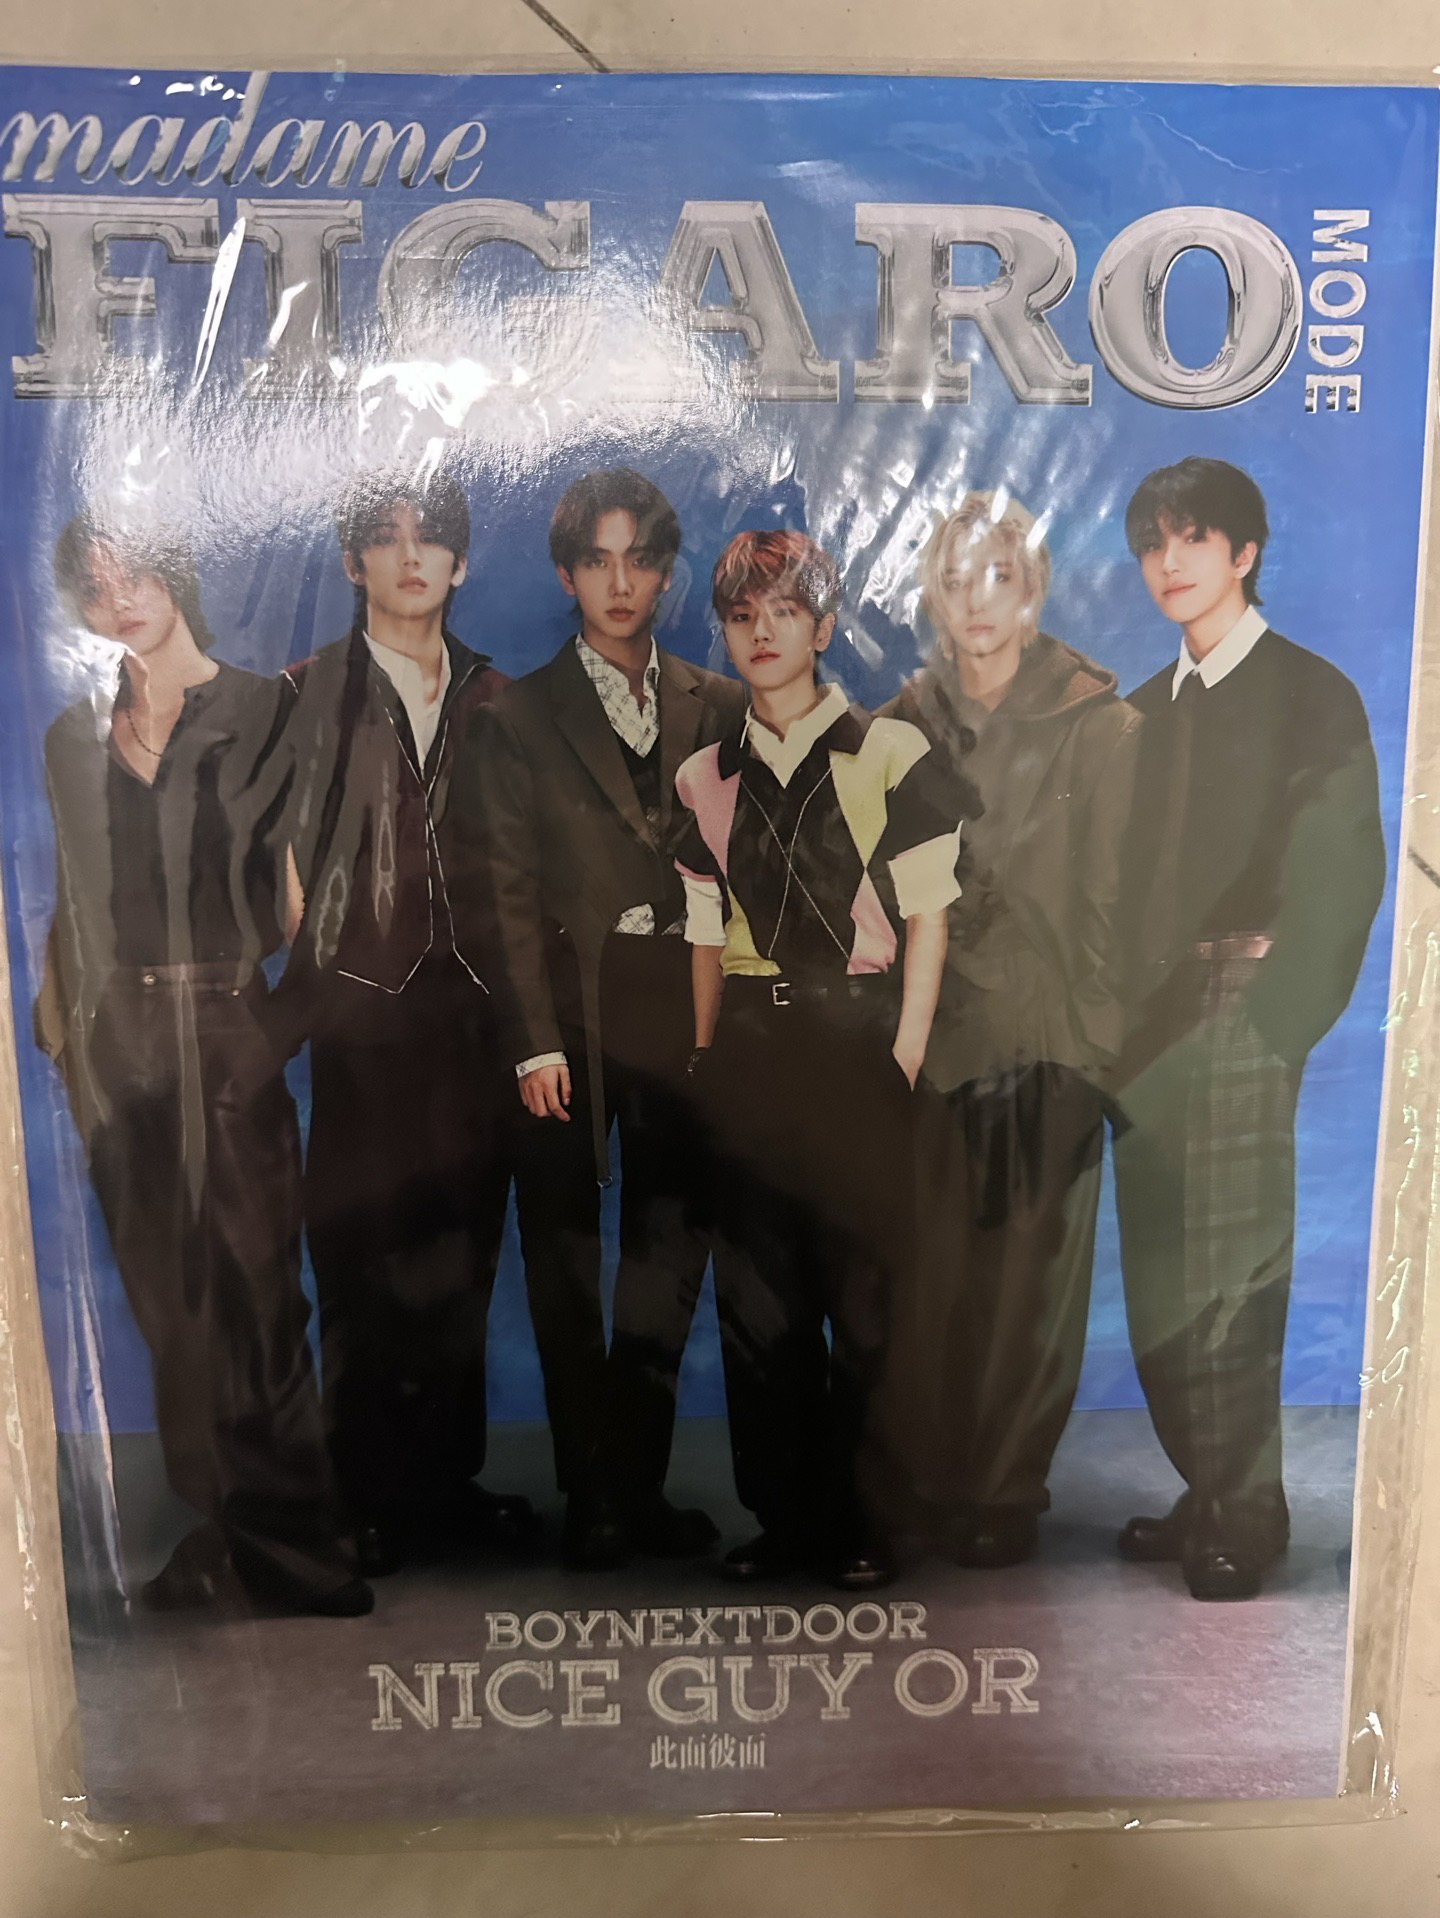 madame
FIGARO
MODE
BOYNEXTDOOR
NICE GUY OR
此面彼面